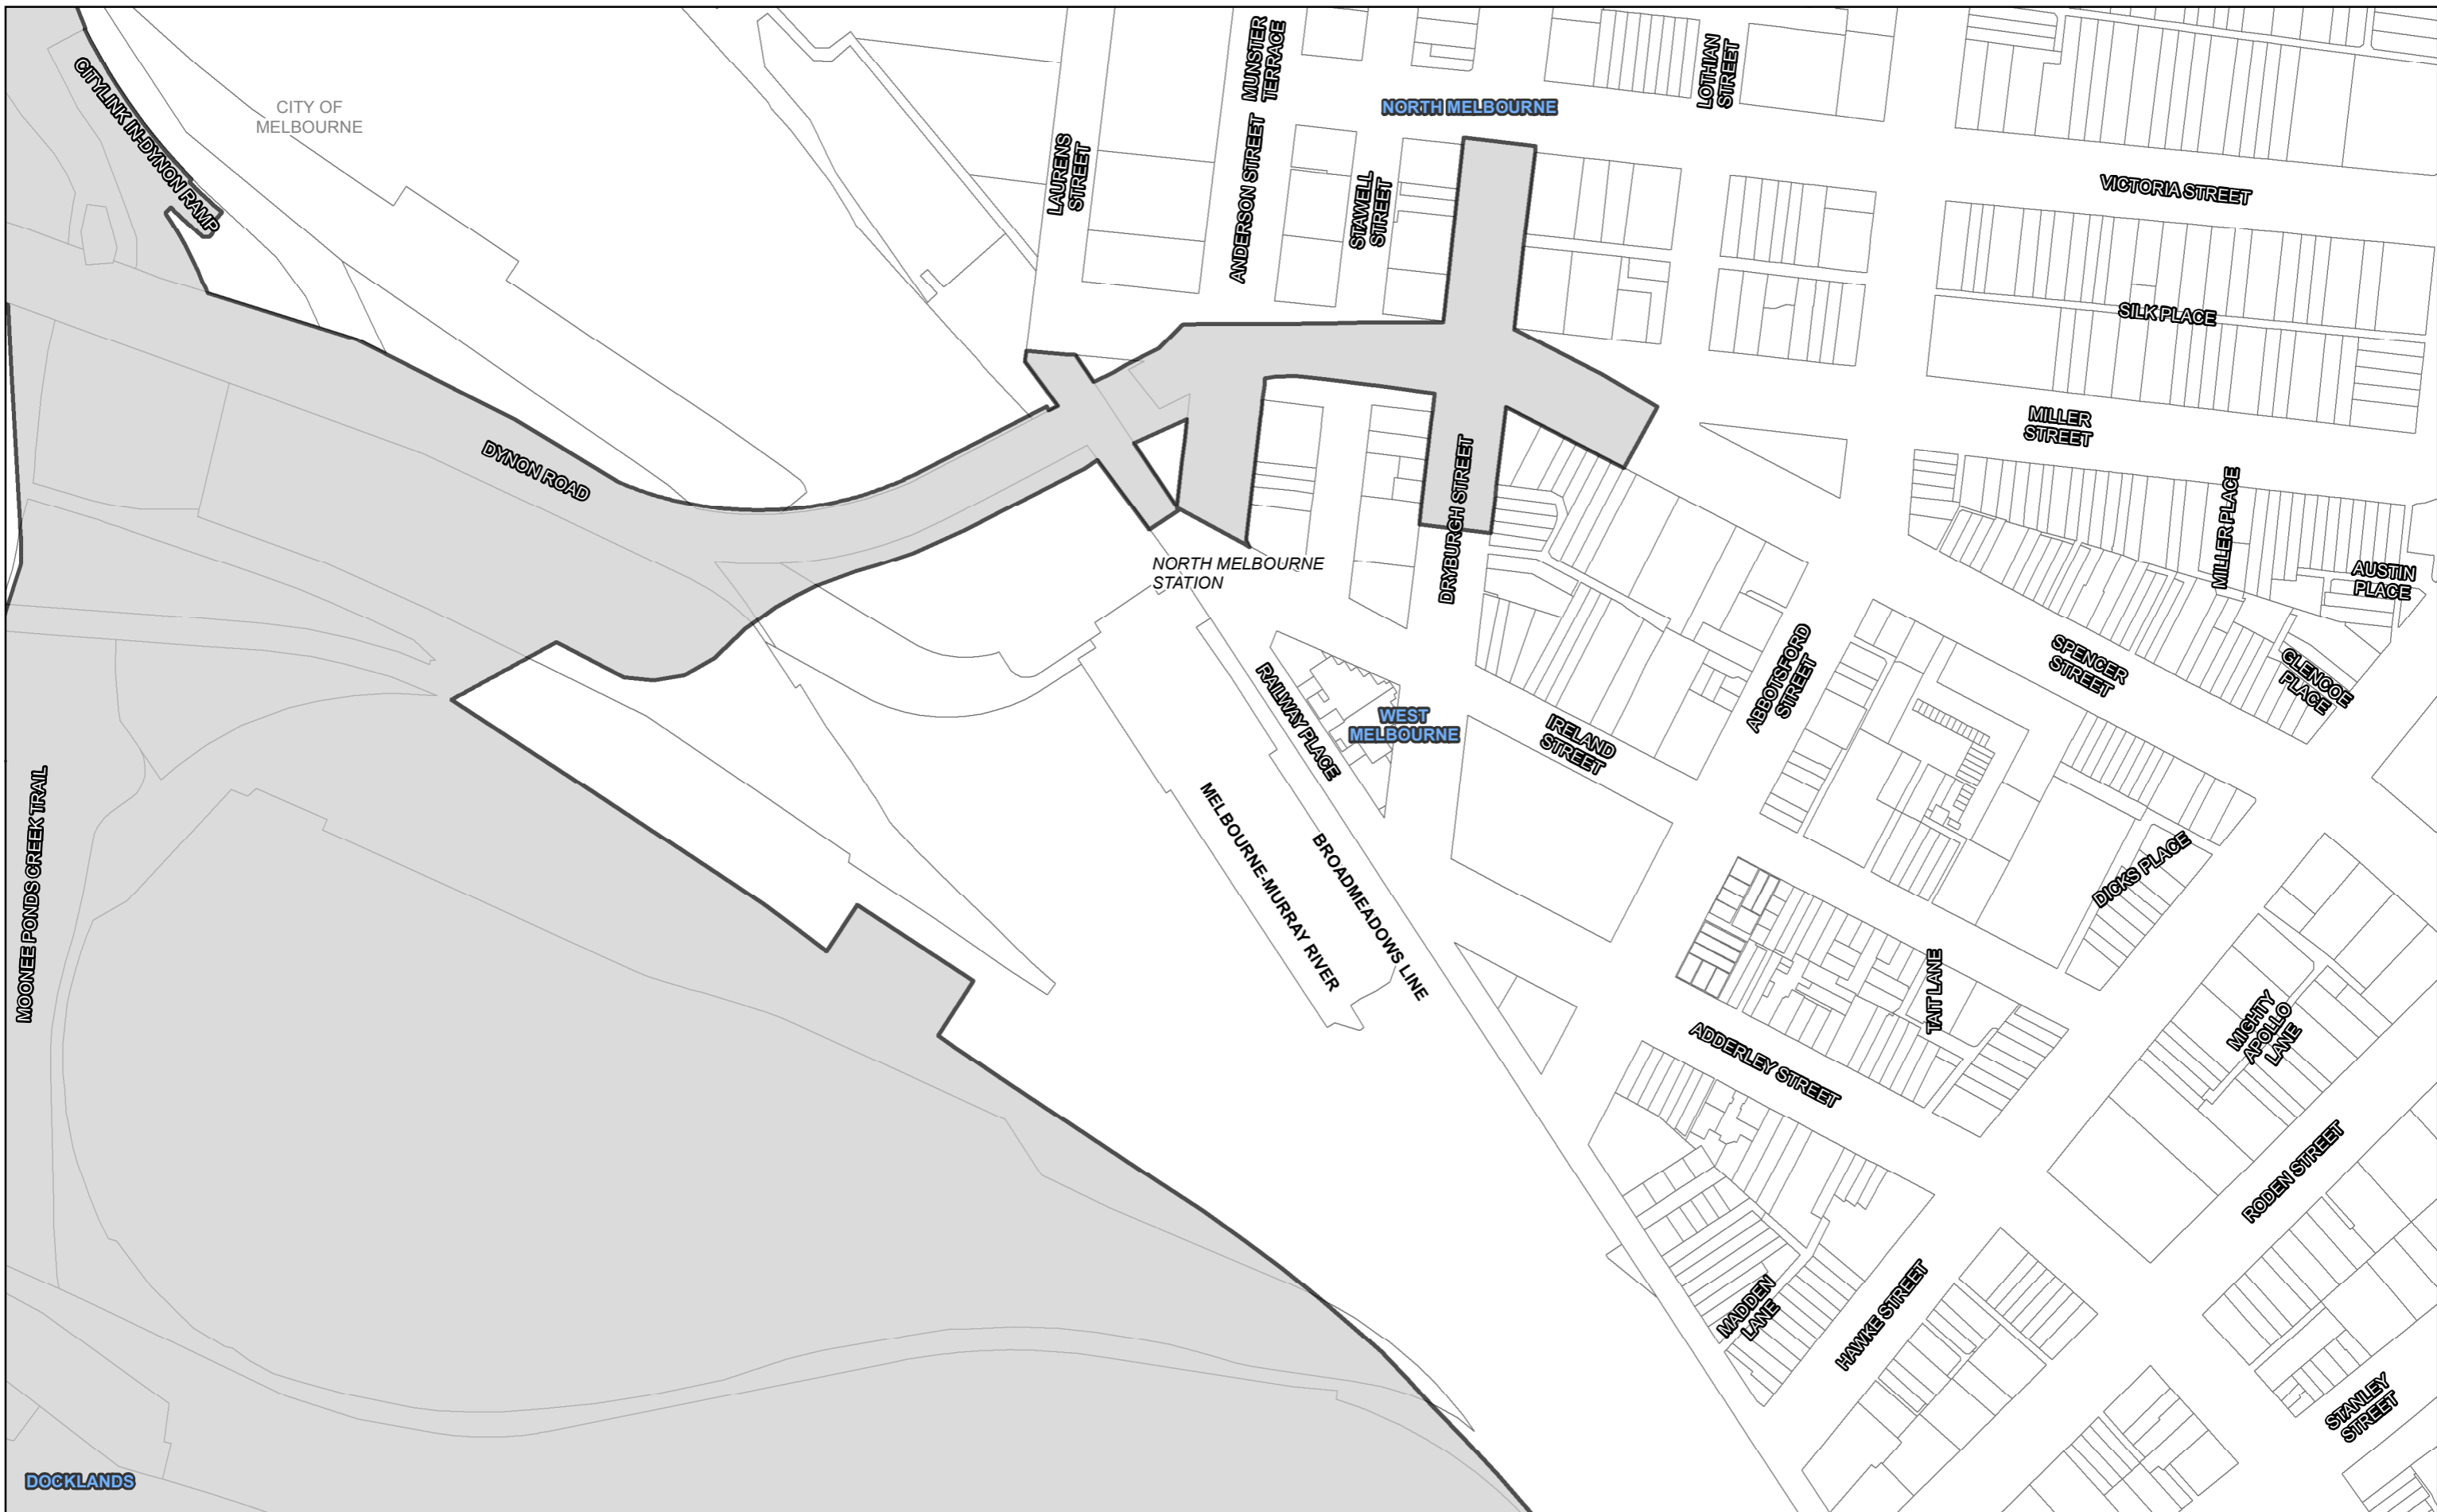 MUNSTER
TERRACE
LOTHIAN
STREET
CITYLINK IN-DYNON RAMP
CITY OF
MELBOURNE
NORTH MELBOURNE
LAURENS
STREET
ANDERSON STREET
STAWELL
STREET
VICTORIA STREET
SILK PLACE
MILLER
STREET
DYNON ROAD
DRYBURGH STREET
MILLER PLACE
NORTH MELBOURNE
STATION
AUSTIN
PLACE
ABBOTSFORD
STREET
SPENCER
STREET
GLENCOE
PLACE
RAILWAY PLACE
WEST
MELBOURNE
IRELAND
STREET
MOONEE PONDS CREEK TRAIL
MELBOURNE-MURRAY RIVER
BROADMEADOWS LINE
DICKS PLACE
TAIT LANE
MIGHTY
APOLLO
LANE
ADDERLEY STREET
RODEN STREET
MADDEN
LANE
HAWKE STREET
STANLEY
STREET
DOCKLANDS